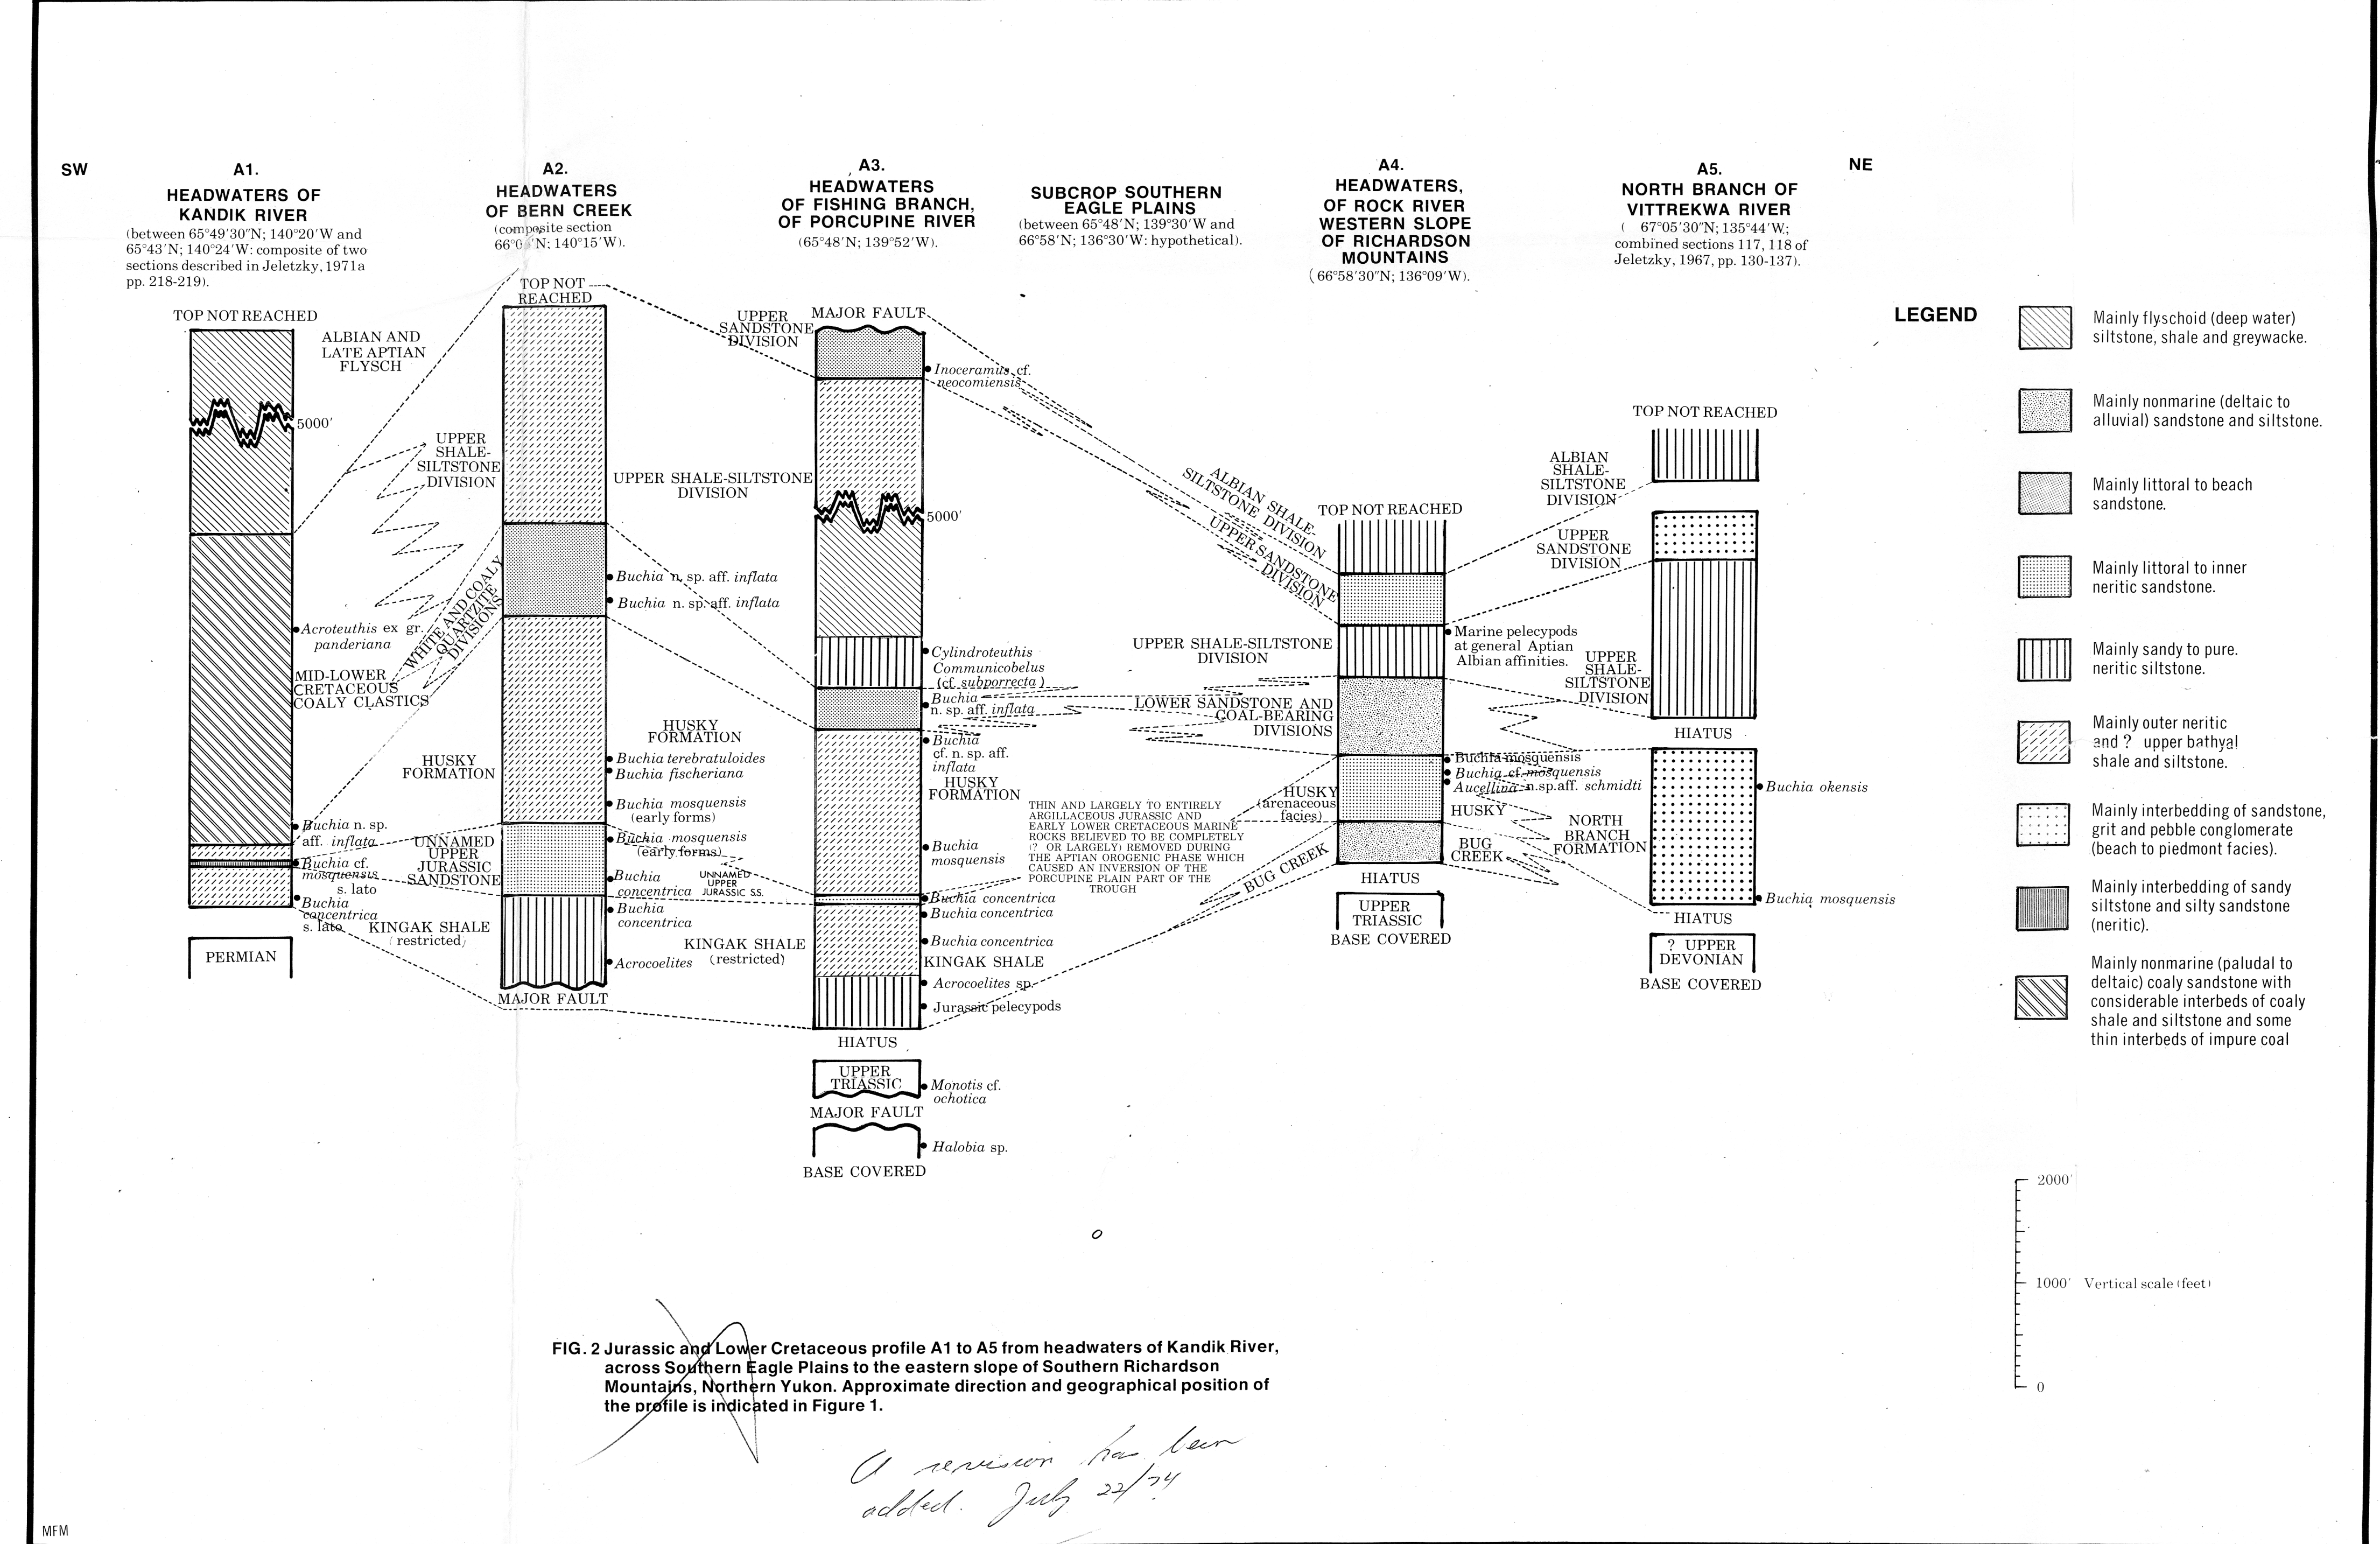 SW
NE
A1.
HEADWATERS OF
KANDIK RIVER
(between 65°49′30″N; 140°20′W and
65°43′N; 140°24′W: composite of two
sections described in Jeletzky, 1971a
pp. 218-219).
TOP NOT REACHED
ALBIAN AND
LATE APTIAN
FLYSCH
5000′
UPPER
SHALE-
SILTSTONE
DIVISION
WHITE AND COALY
QUARTZITE
DIVISIONS
Acroteuthis ex gr.
panderiana
MID-LOWER
CRETACEOUS
COALY CLASTICS
HUSKY
FORMATION
Buchia n. sp.
aff. inflata
Buchia cf.
mosquensis
s. lato
Buchia
concentrica
s. lato
UNNAMED
UPPER
JURASSIC
SANDSTONE
KINGAK SHALE
(restricted)
PERMIAN
A2.
HEADWATERS
OF BERN CREEK
(composite section
N; 140°15′W).
TOP NOT
REACHED
UPPER SHALE-SILTSTONE
DIVISION
Buchia n. sp. aff. inflata
Buchia n. sp. aff. inflata
HUSKY
FORMATION
Buchia terebratuloides
Buchia fischeriana
Buchia mosquensis
(early forms)
Buchia mosquensis
(early forms)
Buchia
concentrica
UNNAMED
UPPER
JURASSIC S.S.
Buchia
concentrica
KINGAK SHALE
(restricted)
Acrocoelites
MAJOR FAULT
A3.
HEADWATERS
OF FISHING BRANCH,
OF PORCUPINE RIVER
(65°48′N; 139°52′W).
UPPER
SANDSTONE
DIVISION
MAJOR FAULT
Inoceramus cf.
neocomiensis
5000′
Cylindroteuthis
Communicobelus
(cf. subporrecta)
Buchia
n. sp. aff. inflata
Buchia
cf. n. sp. aff.
inflata
HUSKY
FORMATION
Buchia
mosquensis
Buchia concentrica
Buchia concentrica
Buchia concentrica
KINGAK SHALE
Acrocoelites sp.
Jurassic pelecypods
HIATUS
UPPER
TRIASSIC
Monotis cf.
ochotica
MAJOR FAULT
Halobia sp.
BASE COVERED
SUBCROP SOUTHERN
EAGLE PLAINS
(between 65°48′N; 139°30′W and
66°58′N; 136°30′W: hypothetical).
ALBIAN SHALE-
SILTSTONE DIVISION
UPPER SANDSTONE
DIVISION
UPPER SHALE-SILTSTONE
DIVISION
LOWER SANDSTONE AND
COAL-BEARING
DIVISIONS
THIN AND LARGELY TO ENTIRELY
ARGILLACEOUS JURASSIC AND
EARLY LOWER CRETACEOUS MARINE
ROCKS BELIEVED TO BE COMPLETELY
(? OR LARGELY) REMOVED DURING
THE APTIAN OROGENIC PHASE WHICH
CAUSED AN INVERSION OF THE
PORCUPINE PLAIN PART OF THE
TROUGH
HUSKY
(arenaceous
facies)
BUG CREEK
A4.
HEADWATERS,
OF ROCK RIVER
WESTERN SLOPE
OF RICHARDSON
MOUNTAINS
(66°58′30″N; 136°09′W).
TOP NOT REACHED
Marine pelecypods
at general Aptian
Albian affinities.
Buchia mosquensis
Buchia cf. mosquensis
Aucellina n.sp.aff. schmidti
HUSKY
BUG
CREEK
HIATUS
UPPER
TRIASSIC
BASE COVERED
A5.
NORTH BRANCH OF
VITTREKWA RIVER
( 67°05′30″N; 135°44′W.;
combined sections 117, 118 of
Jeletzky, 1967, pp. 130-137).
TOP NOT REACHED
ALBIAN
SHALE-
SILTSTONE
DIVISION
UPPER
SANDSTONE
DIVISION
UPPER
SHALE-
SILTSTONE
DIVISION
HIATUS
Buchia okensis
NORTH
BRANCH
FORMATION
Buchia mosquensis
HIATUS
? UPPER
DEVONIAN
BASE COVERED
LEGEND
Mainly flyschoid (deep water)
siltstone, shale and greywacke.
Mainly nonmarine (deltaic to
alluvial) sandstone and siltstone.
Mainly littoral to beach
sandstone.
Mainly littoral to inner
neritic sandstone.
Mainly sandy to pure.
neritic siltstone.
Mainly outer neritic
and ? upper bathyal
shale and siltstone.
Mainly interbedding of sandstone,
grit and pebble conglomerate
(beach to piedmont facies).
Mainly interbedding of sandy
siltstone and silty sandstone
(neritic).
Mainly nonmarine (paludal to
deltaic) coaly sandstone with
considerable interbeds of coaly
shale and siltstone and some
thin interbeds of impure coal
2000′
1000′ Vertical scale (feet)
0
FIG. 2 Jurassic and Lower Cretaceous profile A1 to A5 from headwaters of Kandik River,
across Southern Eagle Plains to the eastern slope of Southern Richardson
Mountains, Northern Yukon. Approximate direction and geographical position of
the profile is indicated in Figure 1.
A revision has been
added. July 22/74
MFM